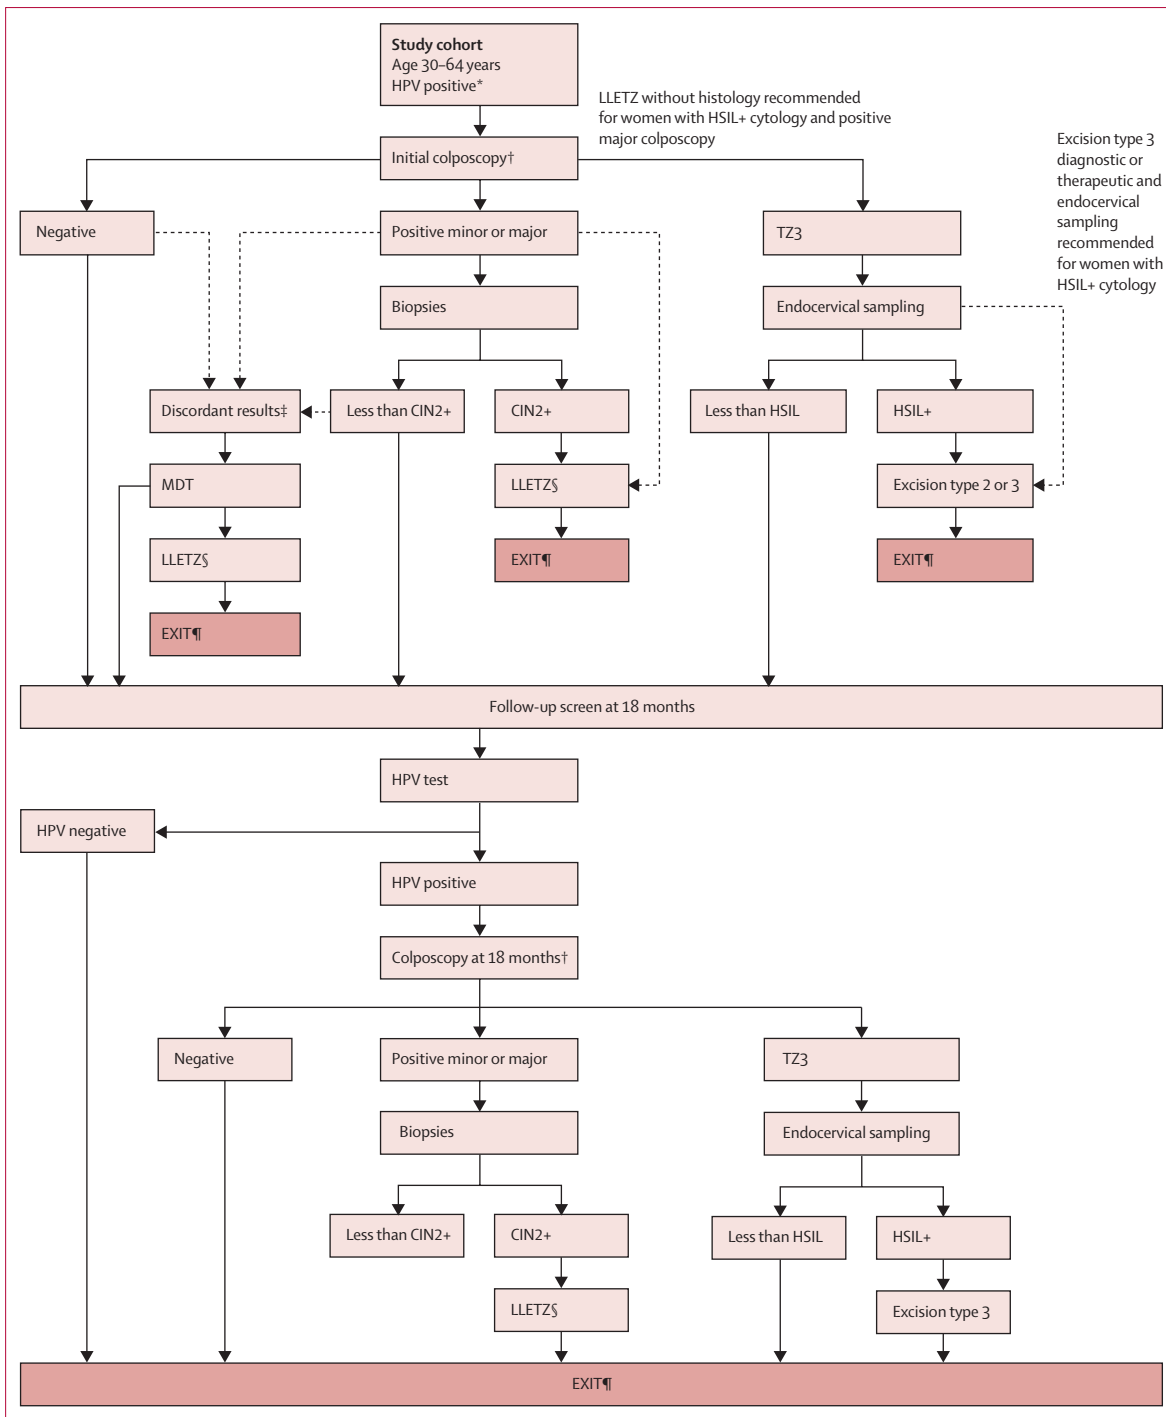 Study cohort
Age 30–64 years
HPV positive*
LLETZ without histology recommended
for women with HSIL+ cytology and positive
major colposcopy
Excision type 3
diagnostic or
therapeutic and
endocervical
sampling
recommended
for women with
HSIL+ cytology
Initial colposcopy†
Negative
Positive minor or major
TZ3
Biopsies
Endocervical sampling
Discordant results‡
Less than CIN2+
CIN2+
Less than HSIL
HSIL+
MDT
LLETZ§
Excision type 2 or 3
LLETZ§
EXIT¶
EXIT¶
EXIT¶
Follow-up screen at 18 months
HPV test
HPV negative
HPV positive
Colposcopy at 18 months†
Negative
Positive minor or major
TZ3
Biopsies
Endocervical sampling
Less than CIN2+
CIN2+
Less than HSIL
HSIL+
LLETZ§
Excision type 3
EXIT¶